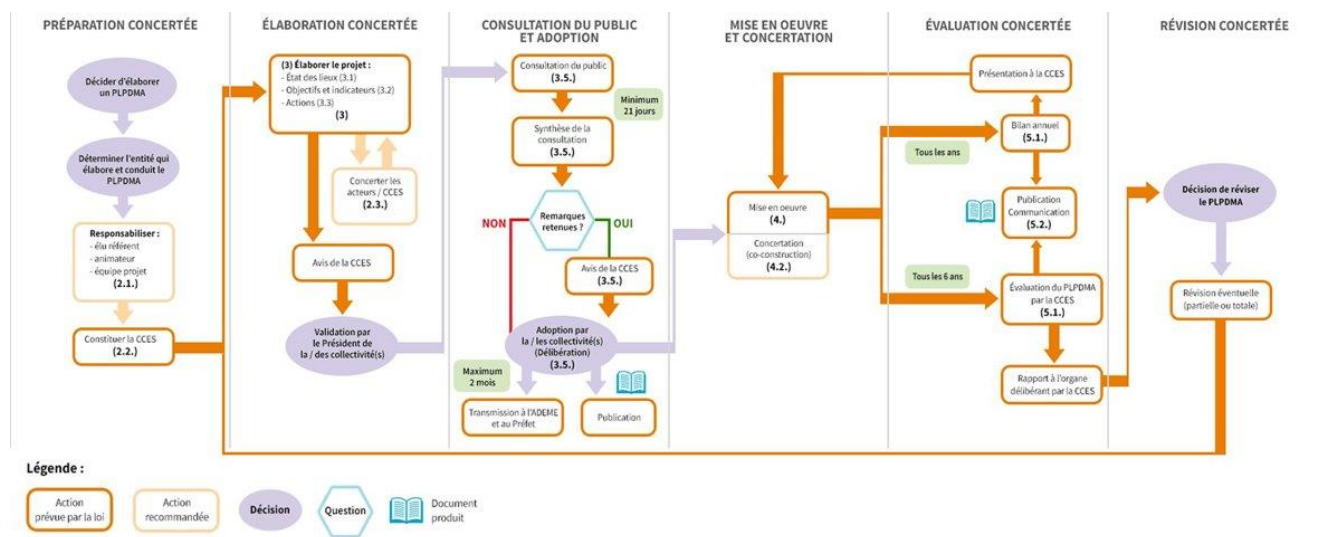 PRÉPARATION CONCERTÉE
Décider d'élaborer
un PLPDMA
Déterminer l'entité qui
élabore et conduit le
PLPDMA
Responsabiliser :
- élu référent
- animateur
- équipe projet
(2.1.)
Constituer la CCES
(2.2.)
ÉLABORATION CONCERTÉE
(3) Élaborer le projet :
- État des lieux (3.1)
- Objectifs et indicateurs (3.2)
- Actions (3.3)
(3)
Concerter les
acteurs / CCES
(2.3.)
Avis de la CCES
Validation par
le Président de
la / des collectivité(s)
CONSULTATION DU PUBLIC
ET ADOPTION
Consultation du public
(3.5.)
Minimum
21 jours
Synthèse de la
consultation
(3.5.)
Remarques
retenues ?
NON
OUI
Avis de la CCES
(3.5.)
Adoption par
la / les collectivité(s)
(Délibération)
(3.5.)
Maximum
2 mois
Transmission à l'ADEME
et au Préfet
Publication
MISE EN OEUVRE
ET CONCERTATION
Mise en oeuvre
(4.)
Concertation
(co-construction)
(4.2.)
ÉVALUATION CONCERTÉE
Présentation à la CCES
Bilan annuel
(5.1.)
Tous les ans
Publication
Communication
(5.2.)
Tous les 6 ans
Évaluation du PLPDMA
par la CCES
(5.1.)
Rapport à l'organe
délibérant par la CCES
RÉVISION CONCERTÉE
Décision de réviser
le PLPDMA
Révision éventuelle
(partielle ou totale)
Légende :
Action
prévue par la loi
Action
recommandée
Décision
Question
Document
produit